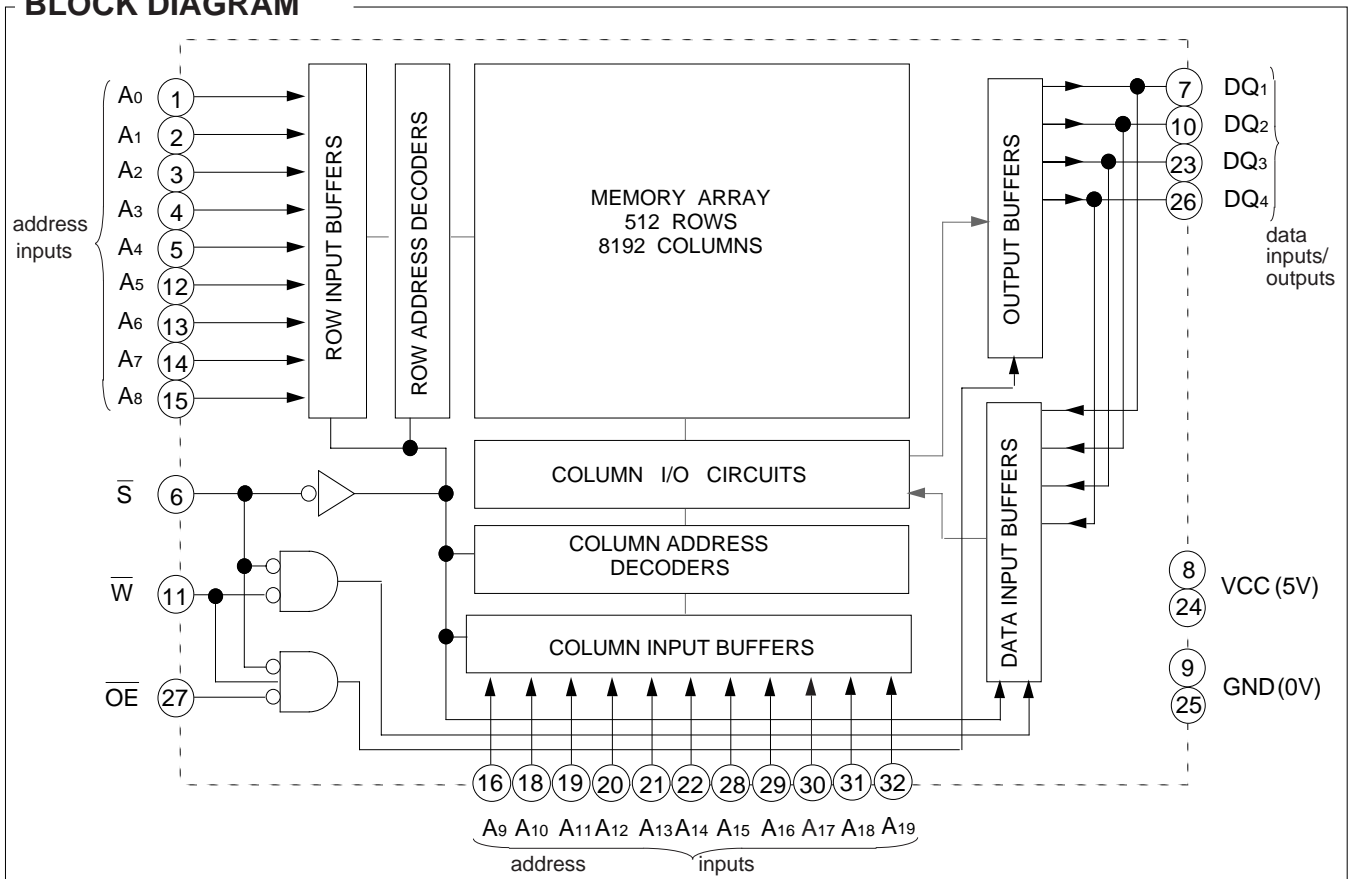 BLOCK DIAGRAM
address
inputs
A0 1
A1 2
A2 3
A3 4
A4 5
A5 12
A6 13
A7 14
A8 15
S̅ 6
W̅ 11
O̅E̅ 27
ROW INPUT BUFFERS
ROW ADDRESS DECODERS
MEMORY ARRAY
512 ROWS
8192 COLUMNS
COLUMN I/O CIRCUITS
COLUMN ADDRESS
DECODERS
COLUMN INPUT BUFFERS
OUTPUT BUFFERS
DATA INPUT BUFFERS
7 DQ1
10 DQ2
23 DQ3
26 DQ4
data
inputs/
outputs
8
24
VCC (5V)
9
25
GND (0V)
16 18 19 20 21 22 28 29 30 31 32
A9 A10 A11 A12 A13 A14 A15 A16 A17 A18 A19
address inputs